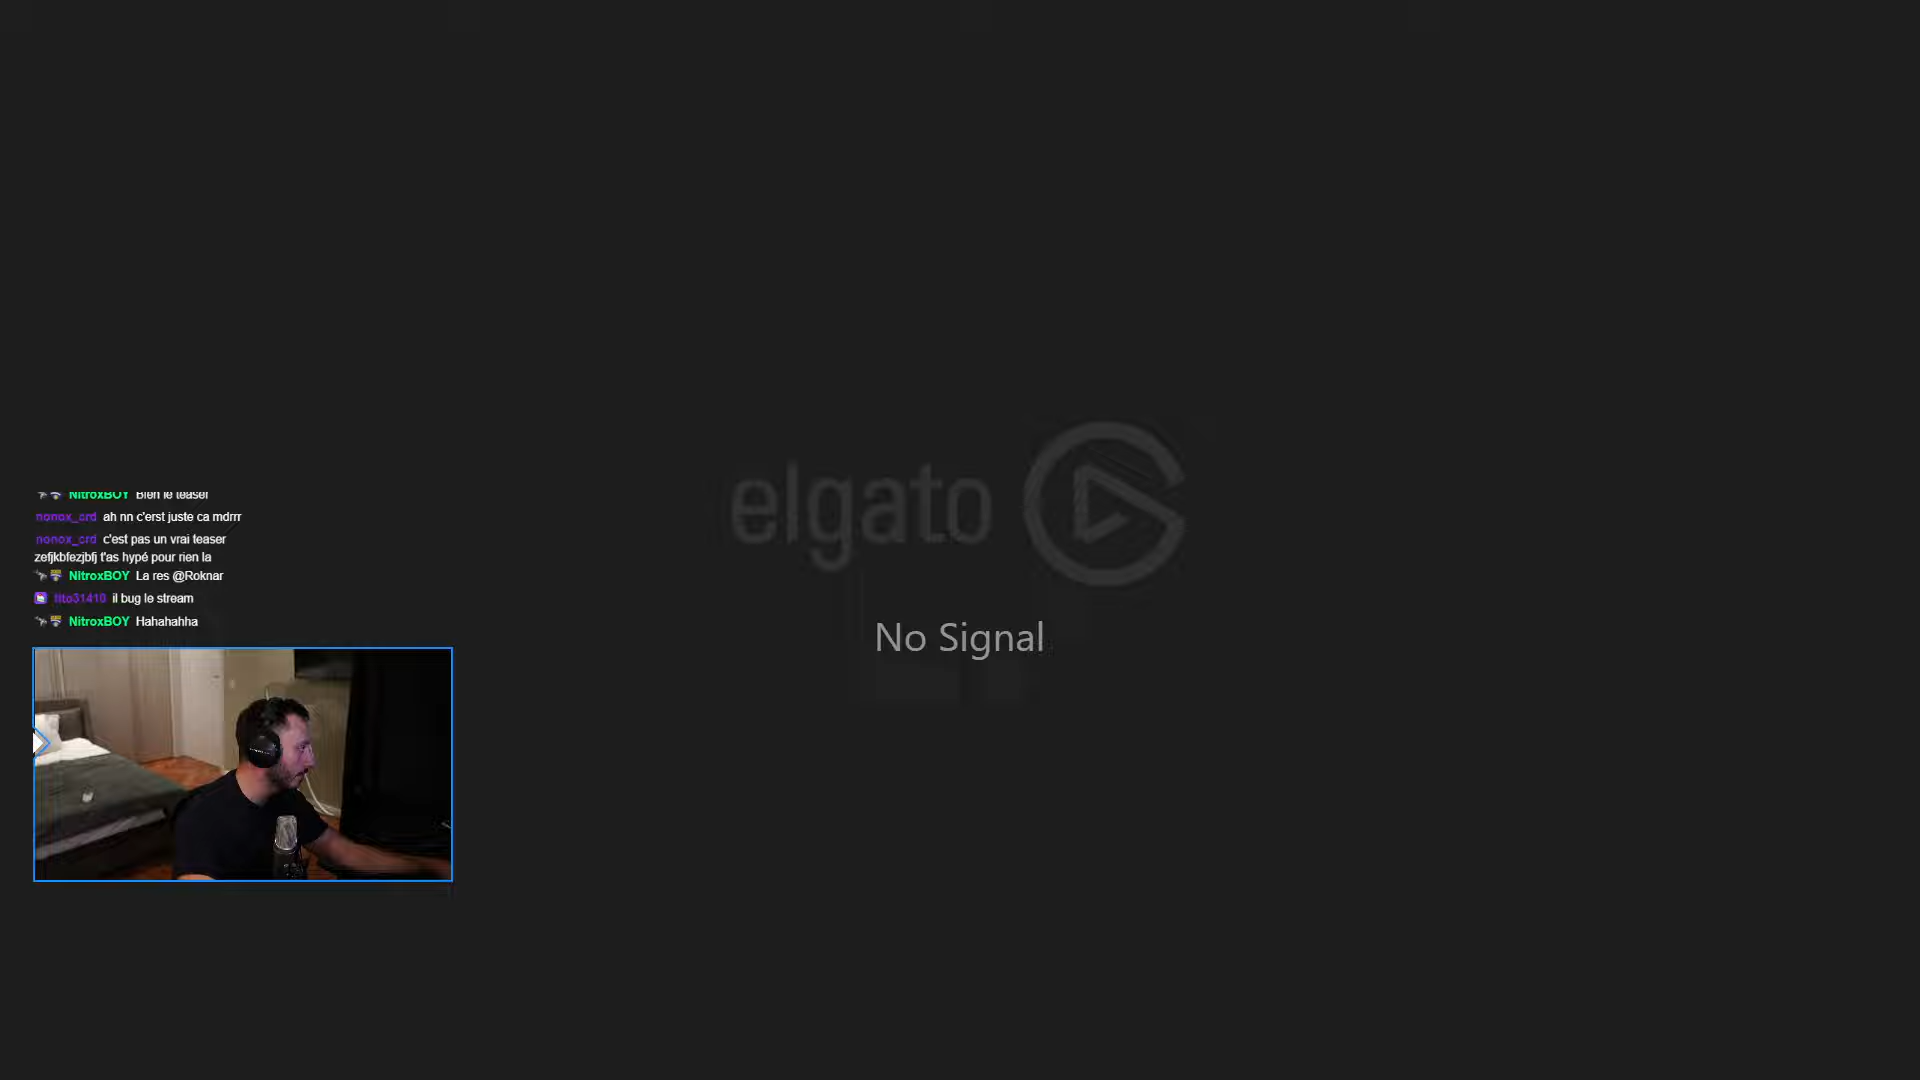 elgato
NitroxBOY Bien le teaser
nonox_crd ah nn c'erst juste ca mdrrr
nonox_crd c'est pas un vrai teaser
zefjkbfezjbfj t'as hypé pour rien la
NitroxBOY La res @Roknar
tito31410 il bug le stream
NitroxBOY Hahahahha
No Signal